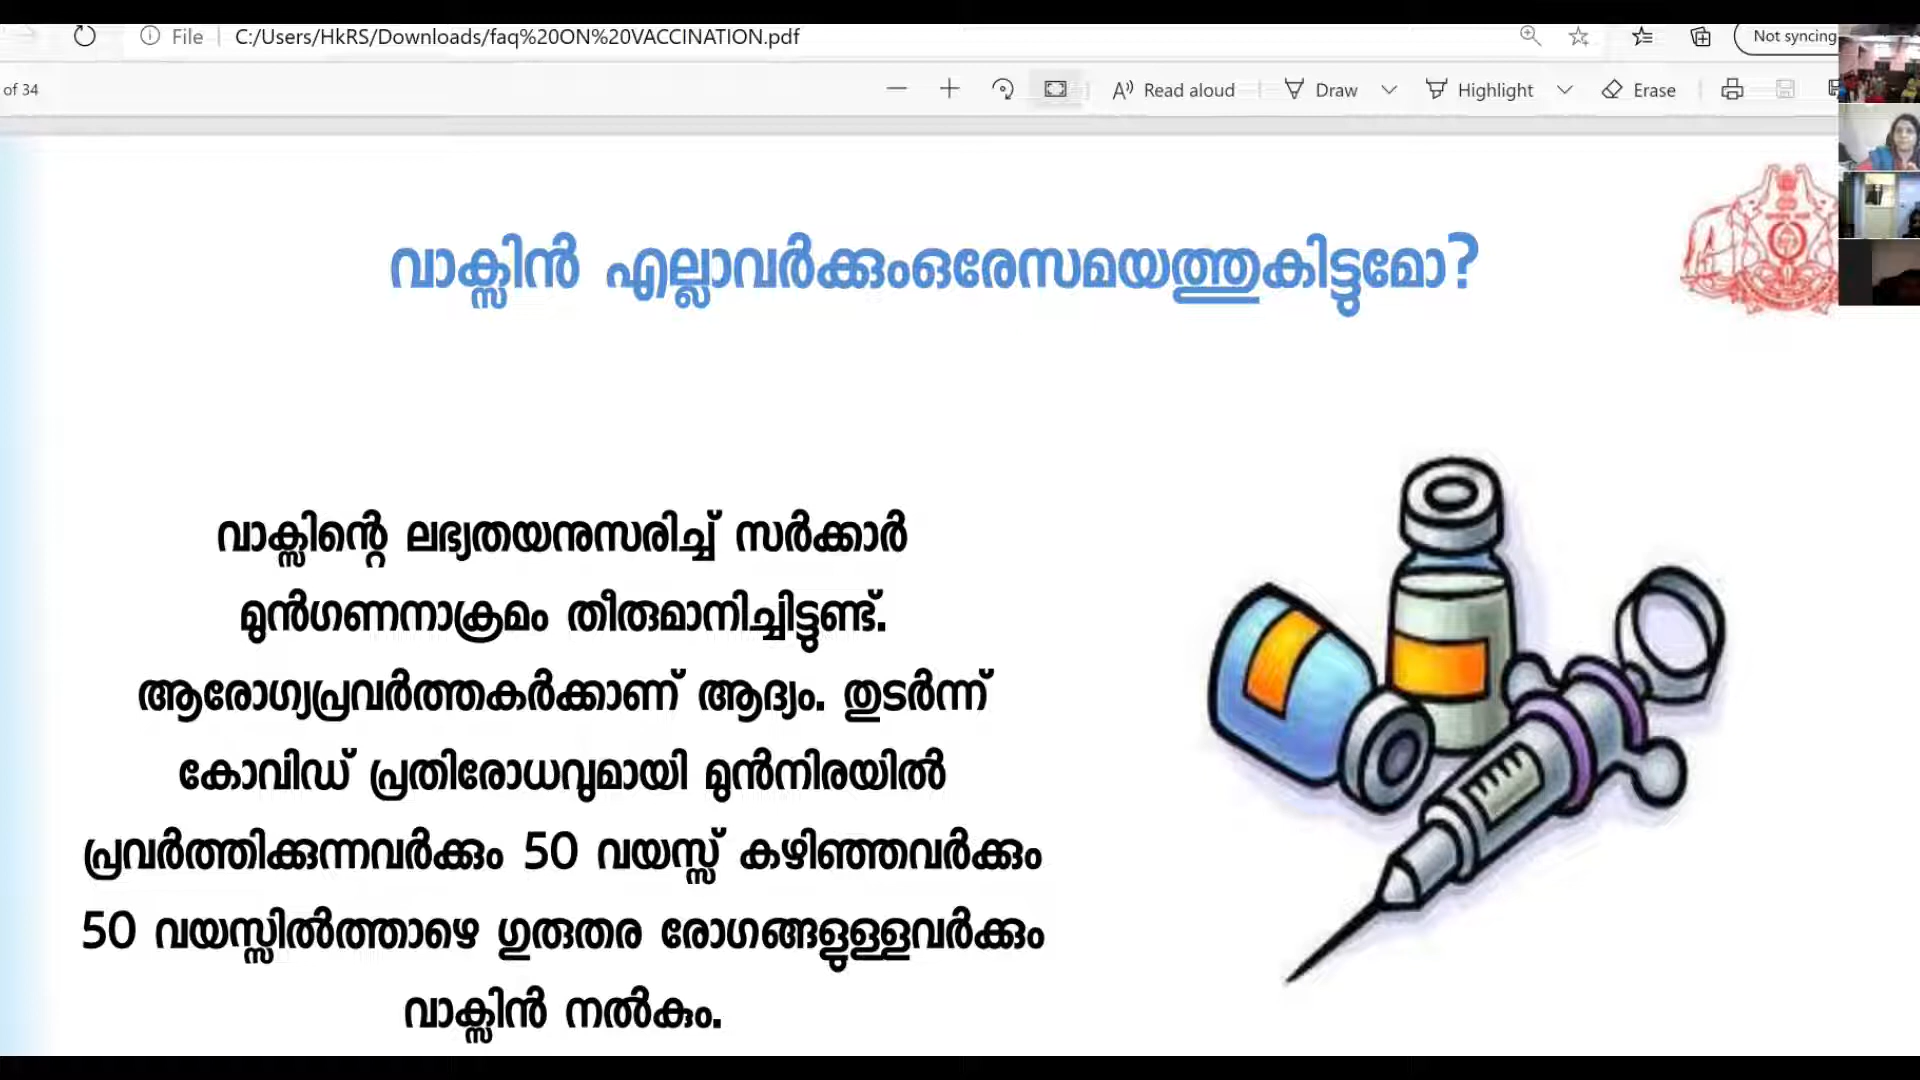 File
C:/Users/HkRS/Downloads/faq%20ON%20VACCINATION.pdf
Not syncing
of 34
Read aloud
Draw
Highlight
Erase
വാക്സിൻ എല്ലാവർക്കുംഒരേസമയത്തുകിട്ടുമോ?
വാക്സിന്റെ ലഭ്യതയനുസരിച്ച് സർക്കാർ
മുൻഗണനാക്രമം തീരുമാനിച്ചിട്ടുണ്ട്.
ആരോഗ്യപ്രവർത്തകർക്കാണ് ആദ്യം. തുടർന്ന്
കോവിഡ് പ്രതിരോധവുമായി മുൻനിരയിൽ
പ്രവർത്തിക്കുന്നവർക്കും 50 വയസ്സ് കഴിഞ്ഞവർക്കും
50 വയസ്സിൽത്താഴെ ഗുരുതര രോഗങ്ങളുള്ളവർക്കും
വാക്സിൻ നൽകും.